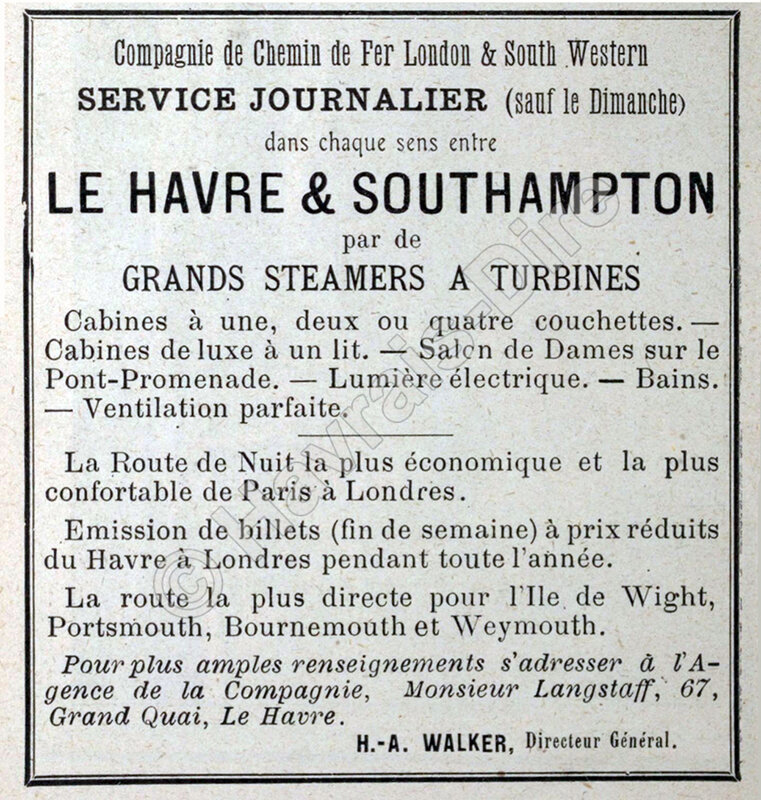 Compagnie de Chemin de Fer London & South Western
SERVICE JOURNALIER (sauf le Dimanche)
dans chaque sens entre
LE HAVRE & SOUTHAMPTON
par de
GRANDS STEAMERS A TURBINES
Cabines à une, deux ou quatre couchettes. —
Cabines de luxe à un lit. — Salon de Dames sur le
Pont-Promenade. — Lumière électrique. — Bains.
— Ventilation parfaite.
La Route de Nuit la plus économique et la plus
confortable de Paris à Londres.
Emission de billets (fin de semaine) à prix réduits
du Havre à Londres pendant toute l'année.
La route la plus directe pour l'Ile de Wight,
Portsmouth, Bournemouth et Weymouth.
Pour plus amples renseignements s'adresser à l'A-
gence de la Compagnie, Monsieur Langstaff, 67,
Grand Quai, Le Havre.
H.-A. WALKER, Directeur Général.
© Havrais-Dire